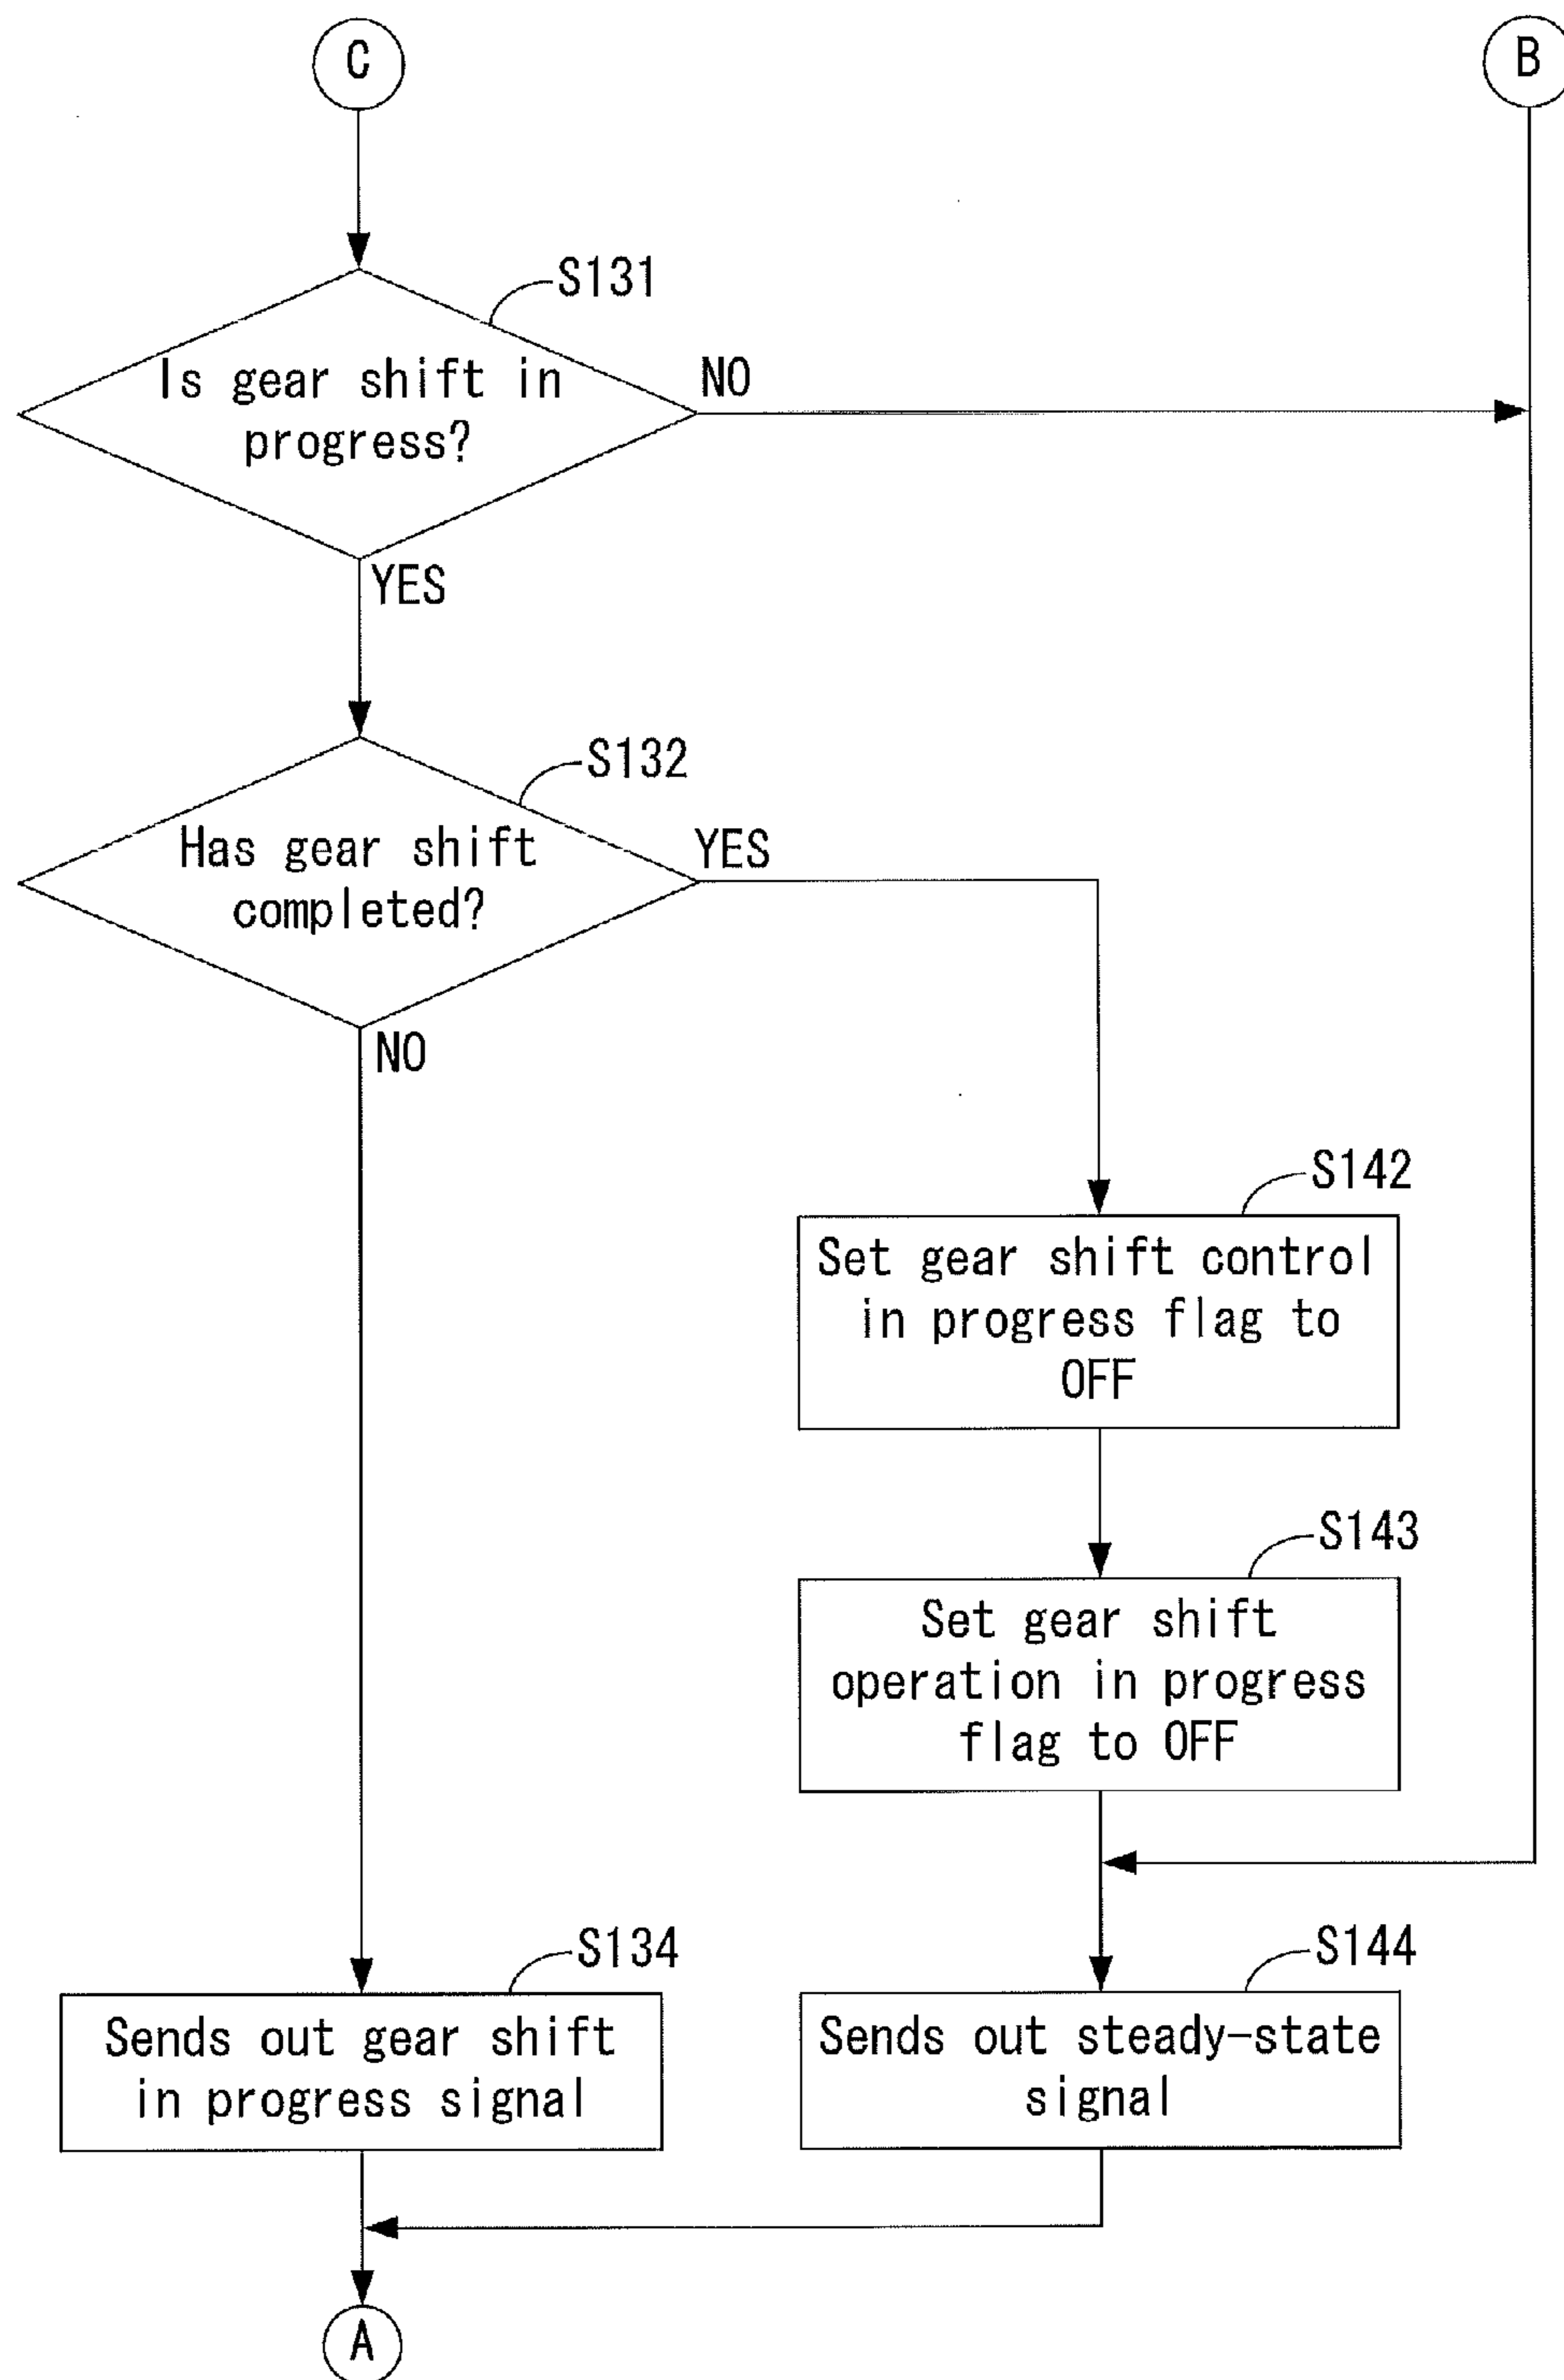 C
B
S131
Is gear shift in
progress?
NO
YES
S132
Has gear shift
completed?
YES
NO
S142
Set gear shift control
in progress flag to
OFF
S143
Set gear shift
operation in progress
flag to OFF
S134
Sends out gear shift
in progress signal
S144
Sends out steady-state
signal
A